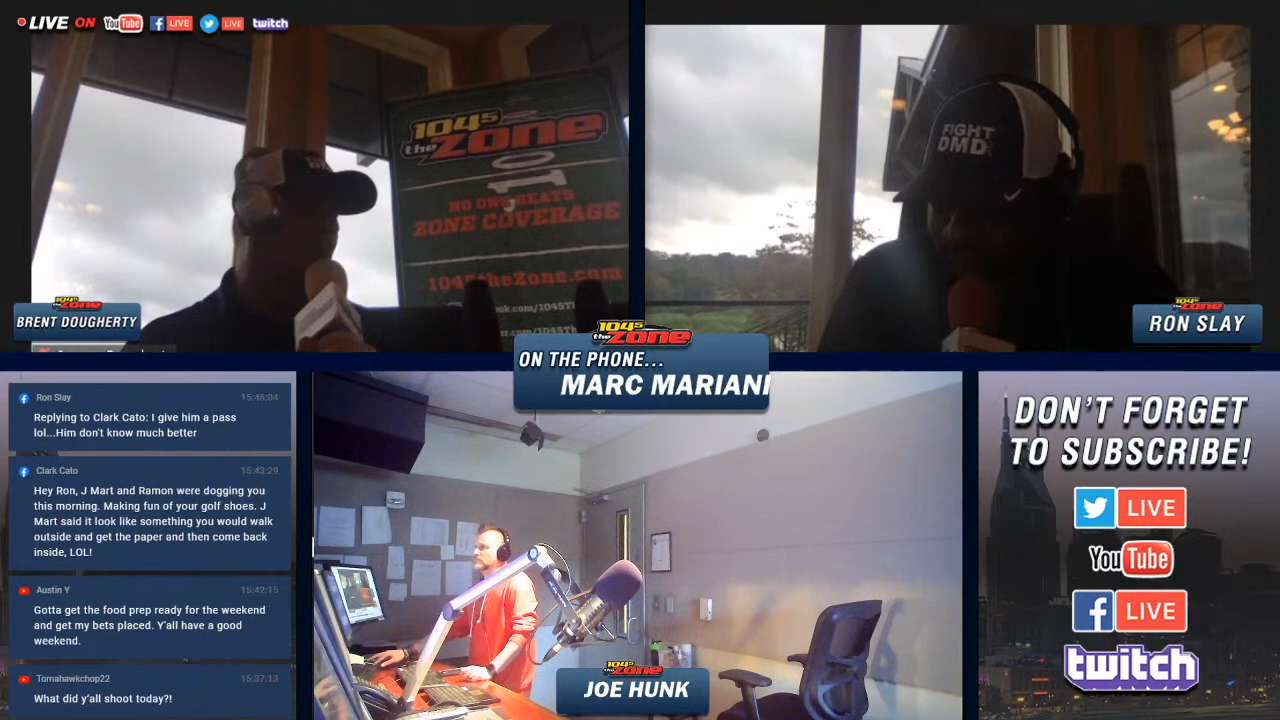 LIVE ON YouTube f LIVE LIVE twitch
104.5
the zone
NO ONE BEATS
ZONE COVERAGE
1045theZone.com
FIGHT
DMD
104.5
the zone
BRENT DOUGHERTY
104.5
the zone
RON SLAY
104.5
the zone
ON THE PHONE...
MARC MARIANI
Ron Slay 15:46:04
Replying to Clark Cato: I give him a pass
lol...Him don't know much better
Clark Cato 15:43:29
Hey Ron, J Mart and Ramon were dogging you
this morning. Making fun of your golf shoes. J
Mart said it look like something you would walk
outside and get the paper and then come back
inside, LOL!
Austin Y 15:42:15
Gotta get the food prep ready for the weekend
and get my bets placed. Y'all have a good
weekend.
Tomahawkchop22 15:37:13
What did y'all shoot today?!
104.5
the zone
JOE HUNK
DON'T FORGET
TO SUBSCRIBE!
LIVE
YouTube
f LIVE
twitch